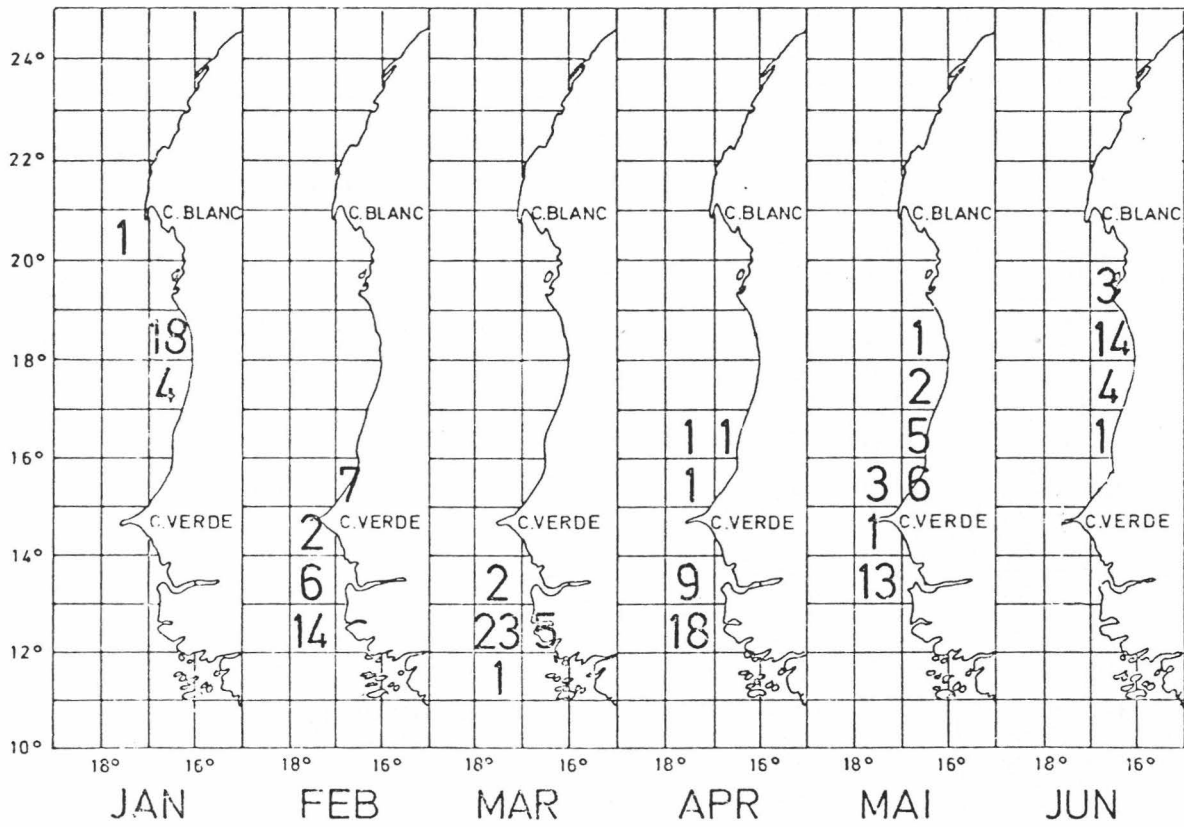 24°
22°
C. BLANC C. BLANC C. BLANC C. BLANC C. BLANC C. BLANC
1
20°
3
18 1 14
18°
4 2 4
1 1 5 1
16°
7 1 3 6
C. VERDE C. VERDE C. VERDE C. VERDE C. VERDE C. VERDE
2 1
14°
6 2 9 13
14 23 5 18
12°
1
10°
18° 16° 18° 16° 18° 16° 18° 16° 18° 16° 18° 16°
JAN FEB MAR APR MAI JUN